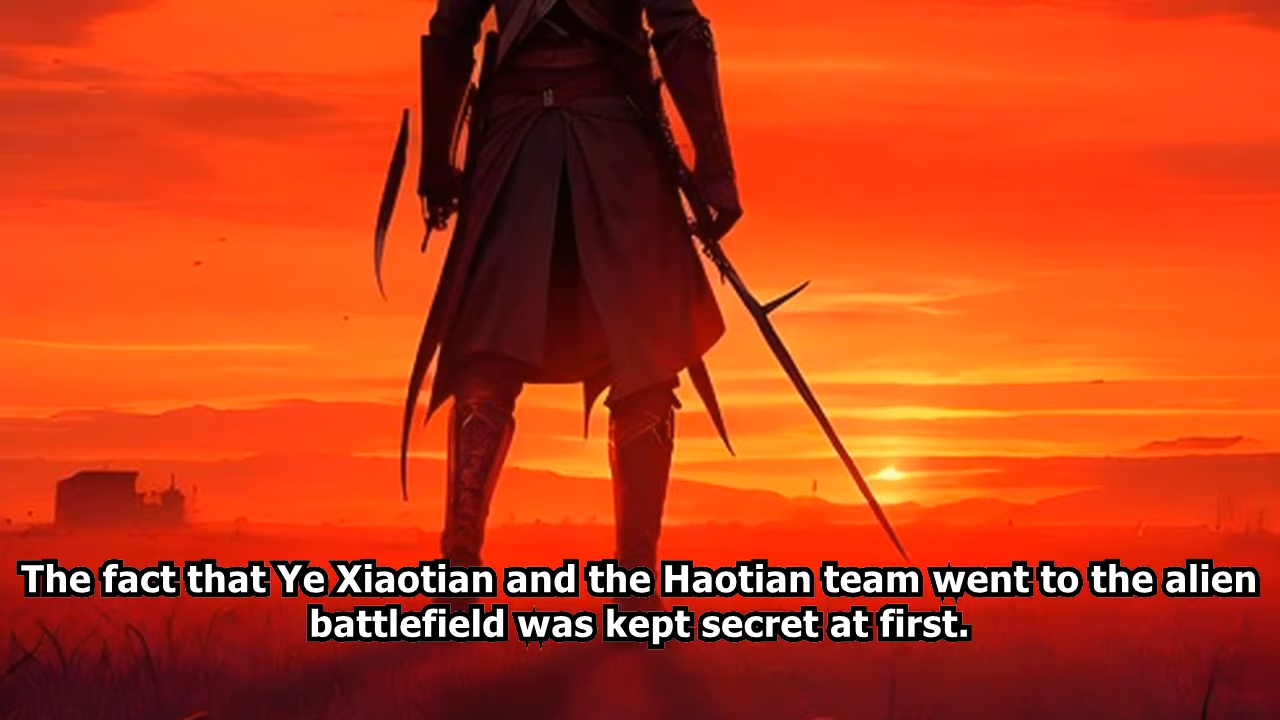 The fact that Ye Xiaotian and the Haotian team went to the alien
battlefield was kept secret at first.